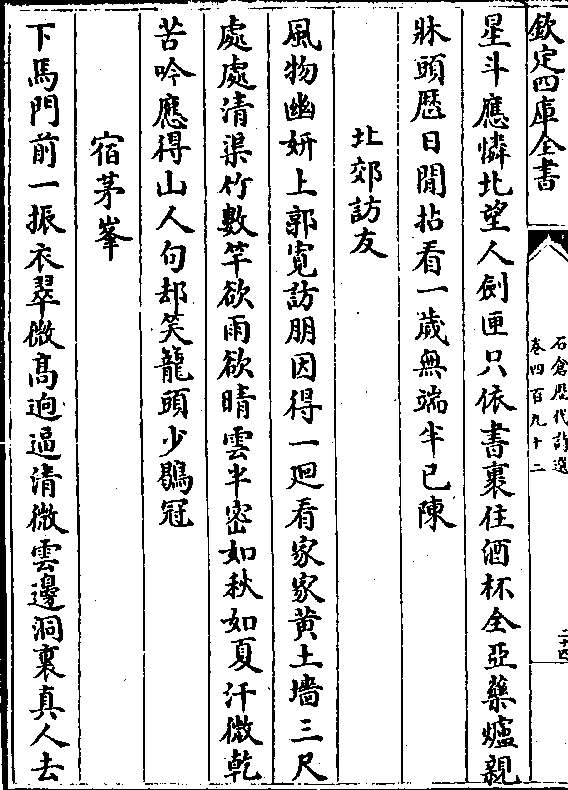 欽定四庫全書
石倉歷代詩選
卷四百九十二
二十四
星斗應憐北望人劍匣只依書裏住酒杯全亞藥爐親
牀頭厯日閒拈看一歲無端半已陳
北郊訪友
風物幽妍上郭寛訪朋因得一廻看家家黄土墻三尺
處處清渠竹數竿欲雨欲晴雲半密如秋如夏汗微乾
苦吟應得山人句却笑龍頭少鶡冠
宿茅峯
下馬門前一振衣翠微髙逈逼清微雲邊洞裏真人去